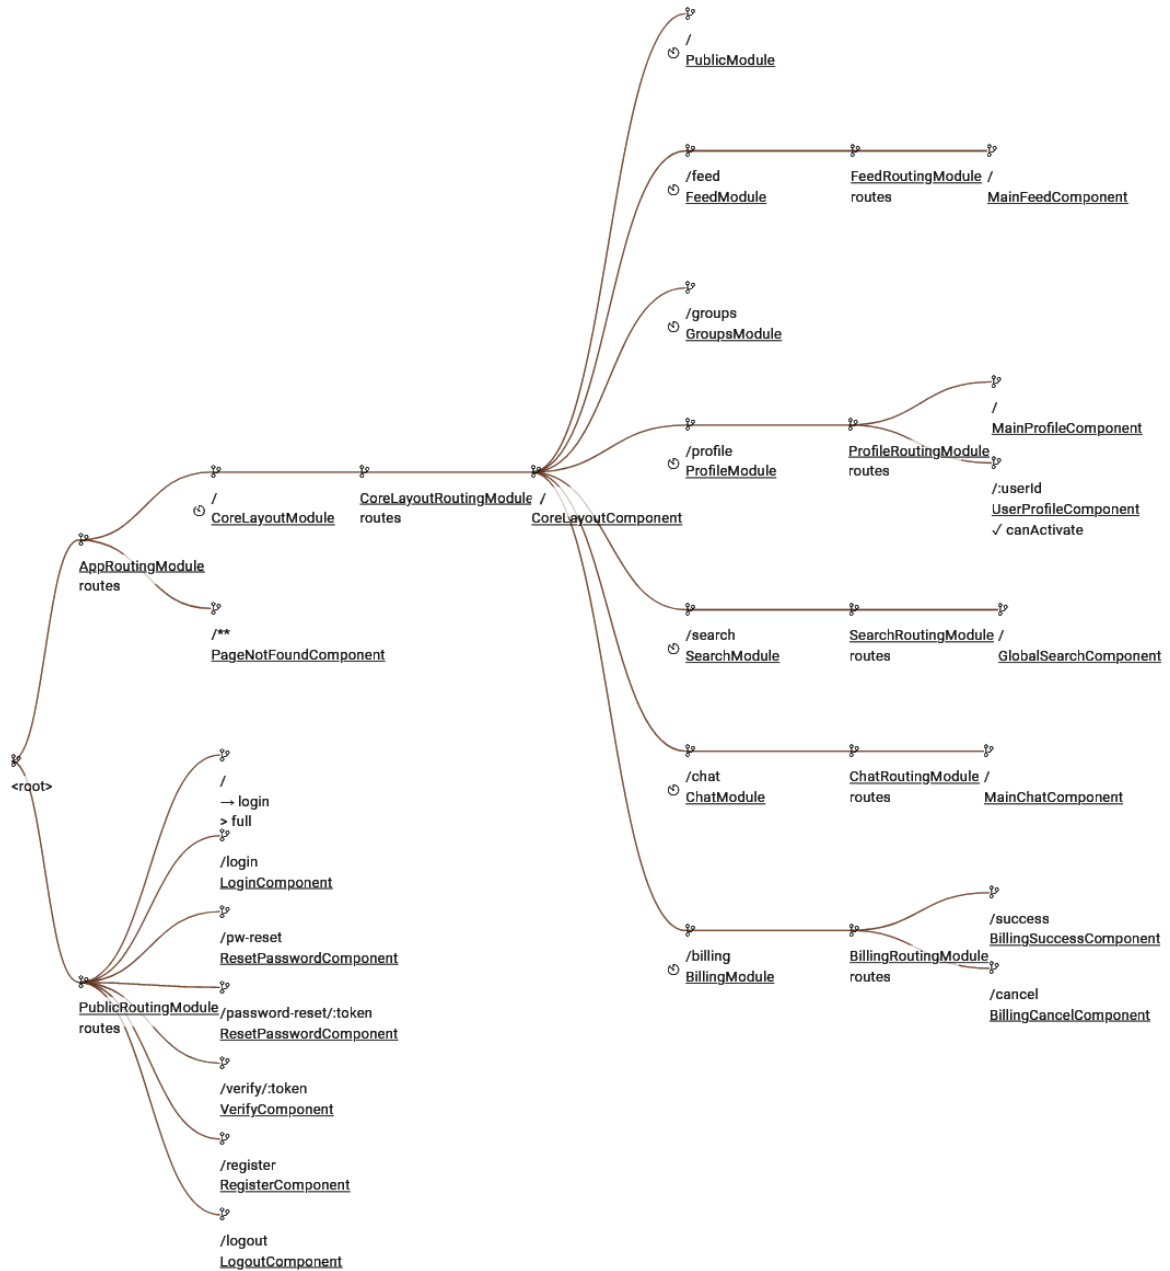 /
PublicModule
/feed
FeedModule
FeedRoutingModule
routes
/
MainFeedComponent
/groups
GroupsModule
/profile
ProfileModule
ProfileRoutingModule
routes
/
MainProfileComponent
/:userId
UserProfileComponent
✓ canActivate
/
CoreLayoutModule
CoreLayoutRoutingModule
routes
/
CoreLayoutComponent
AppRoutingModule
routes
/**
PageNotFoundComponent
/search
SearchModule
SearchRoutingModule
routes
/
GlobalSearchComponent
/chat
ChatModule
ChatRoutingModule
routes
/
MainChatComponent
/billing
BillingModule
BillingRoutingModule
routes
/success
BillingSuccessComponent
/cancel
BillingCancelComponent
<root>
/
→ login
> full
/login
LoginComponent
/pw-reset
ResetPasswordComponent
PublicRoutingModule
routes
/password-reset/:token
ResetPasswordComponent
/verify/:token
VerifyComponent
/register
RegisterComponent
/logout
LogoutComponent